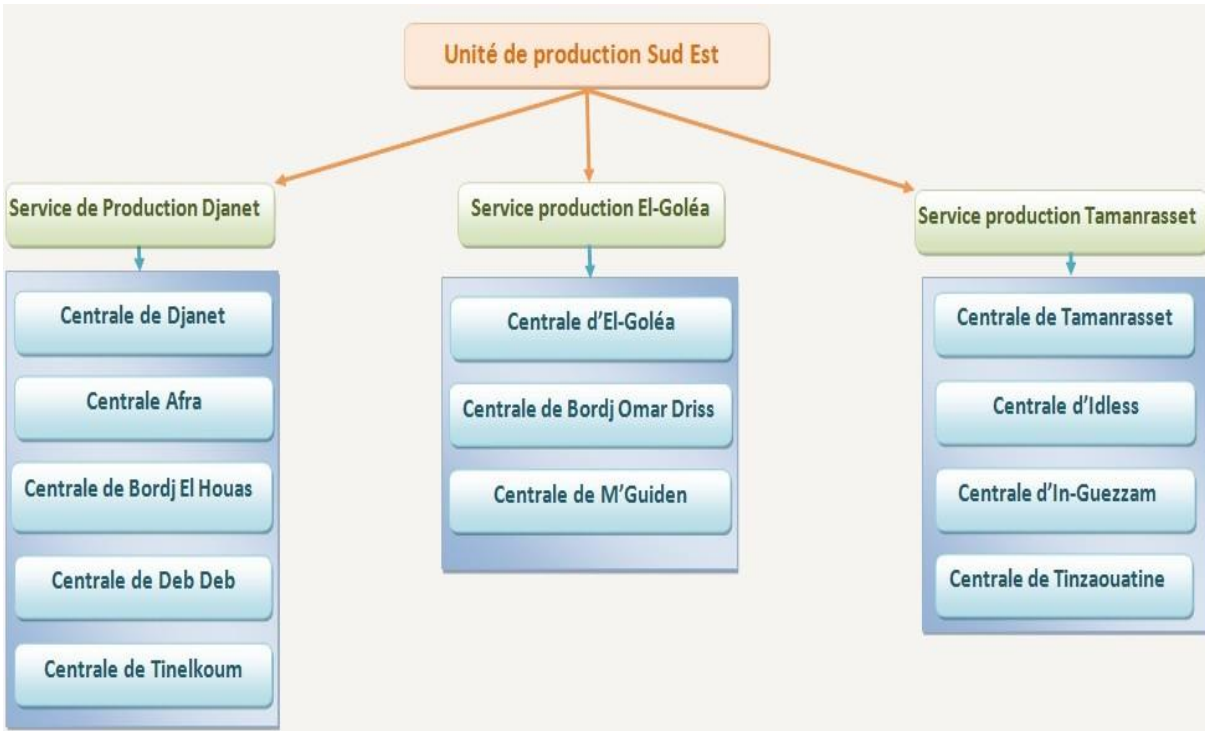 Unité de production Sud Est
Service de Production Djanet
Centrale de Djanet
Centrale Afra
Centrale de Bordj El Houas
Centrale de Deb Deb
Centrale de Tinelkoum
Service production El-Goléa
Centrale d'El-Goléa
Centrale de Bordj Omar Driss
Centrale de M'Guiden
Service production Tamanrasset
Centrale de Tamanrasset
Centrale d'Idless
Centrale d'In-Guezzam
Centrale de Tinzaouatine